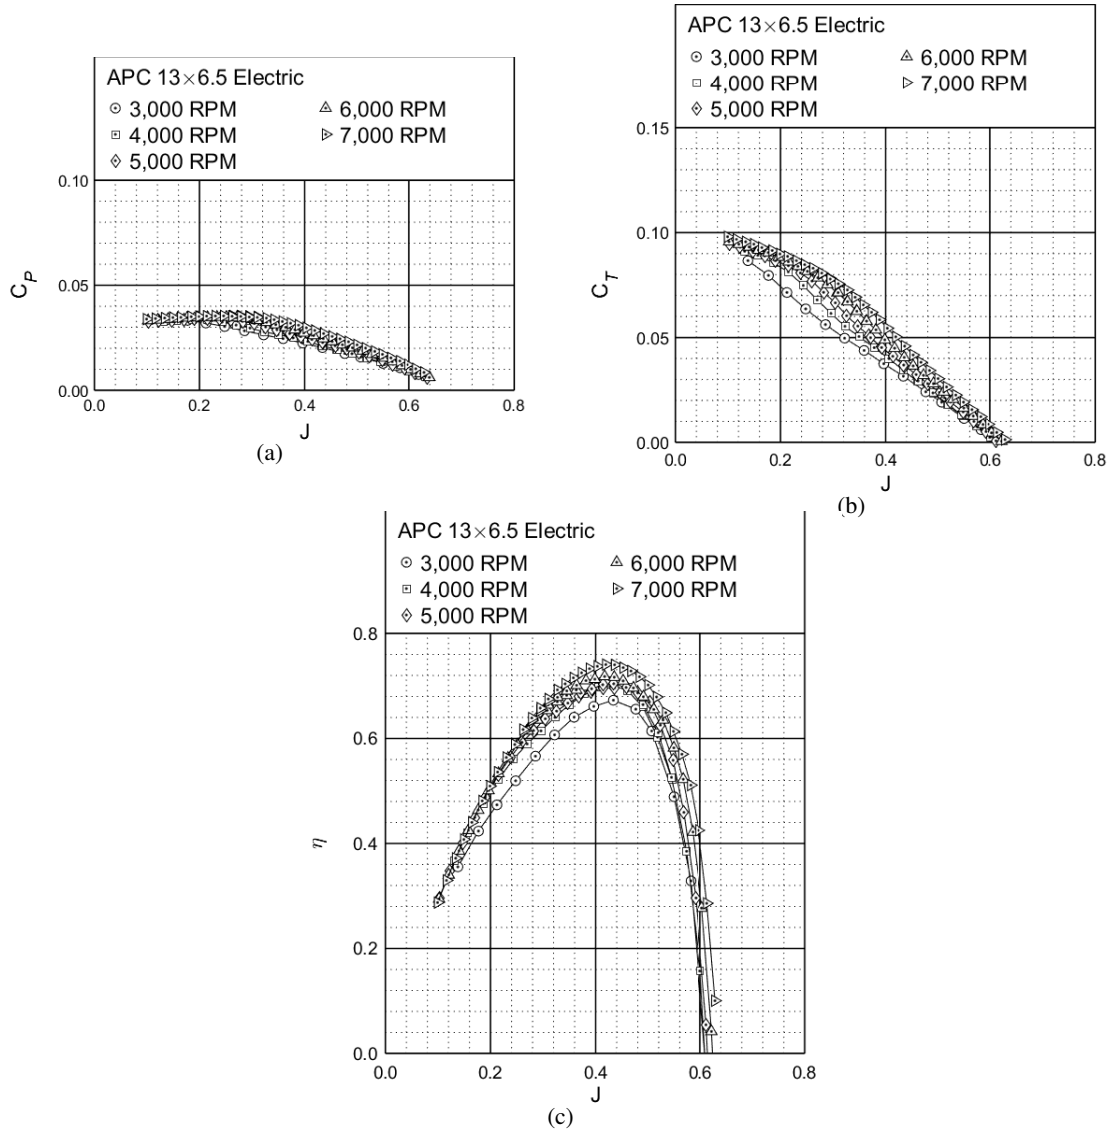 APC 13×6.5 Electric
3,000 RPM
6,000 RPM
4,000 RPM
7,000 RPM
5,000 RPM
0.10
0.05
0.00
C_P
0.0
0.2
0.4
0.6
0.8
J
(a)
APC 13×6.5 Electric
3,000 RPM
6,000 RPM
4,000 RPM
7,000 RPM
5,000 RPM
0.15
0.10
0.05
0.00
C_T
0.0
0.2
0.4
0.6
0.8
J
(b)
APC 13×6.5 Electric
3,000 RPM
6,000 RPM
4,000 RPM
7,000 RPM
5,000 RPM
0.8
0.6
0.4
0.2
0.0
η
0.0
0.2
0.4
0.6
0.8
J
(c)